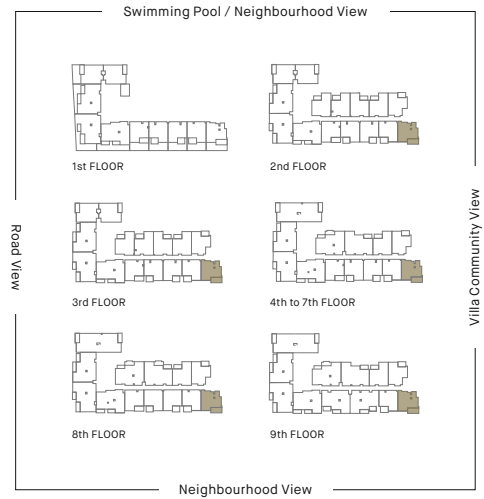 Swimming Pool / Neighbourhood View
1st FLOOR
2nd FLOOR
Road View
Villa Community View
3rd FLOOR
4th to 7th FLOOR
8th FLOOR
9th FLOOR
Neighbourhood View